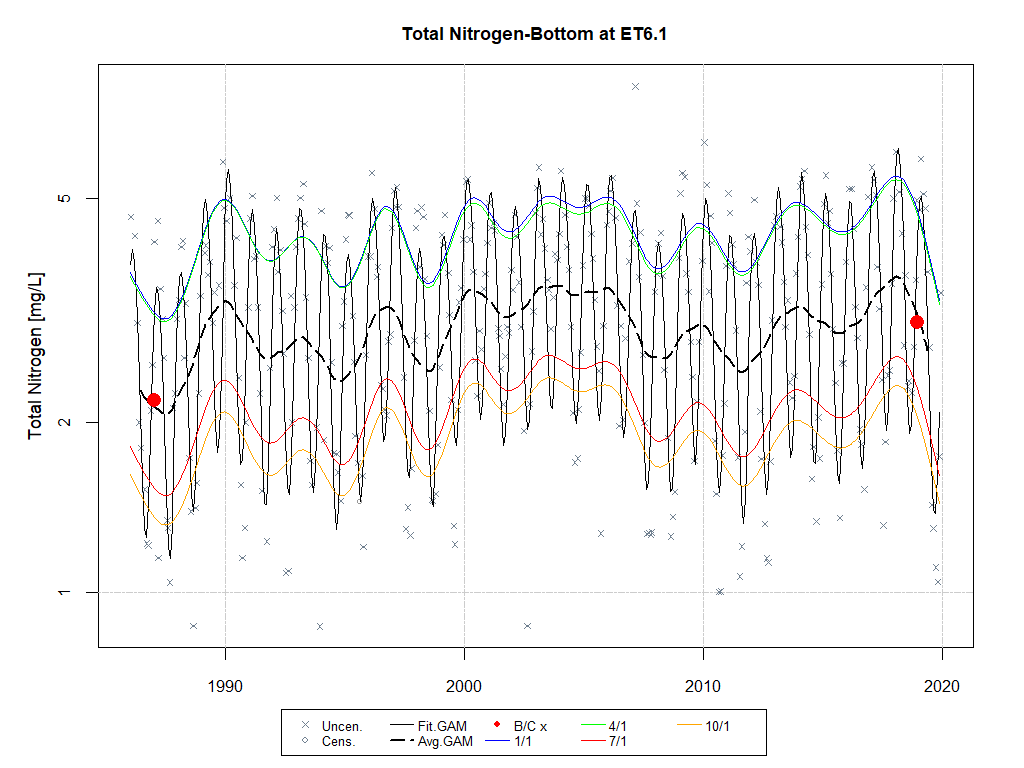 Total Nitrogen-Bottom at ET6.1
Total Nitrogen [mg/L]
5
2
1
1990 2000 2010 2020
Uncen. Fit.GAM B/C x 4/1 10/1
Cens. Avg.GAM 1/1 7/1